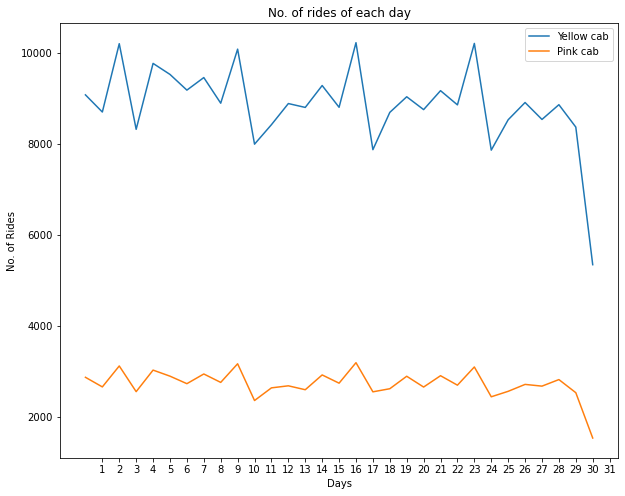 No. of rides of each day
Yellow cab
Pink cab
10000
8000
6000
4000
2000
No. of Rides
1 2 3 4 5 6 7 8 9 10 11 12 13 14 15 16 17 18 19 20 21 22 23 24 25 26 27 28 29 30 31
Days